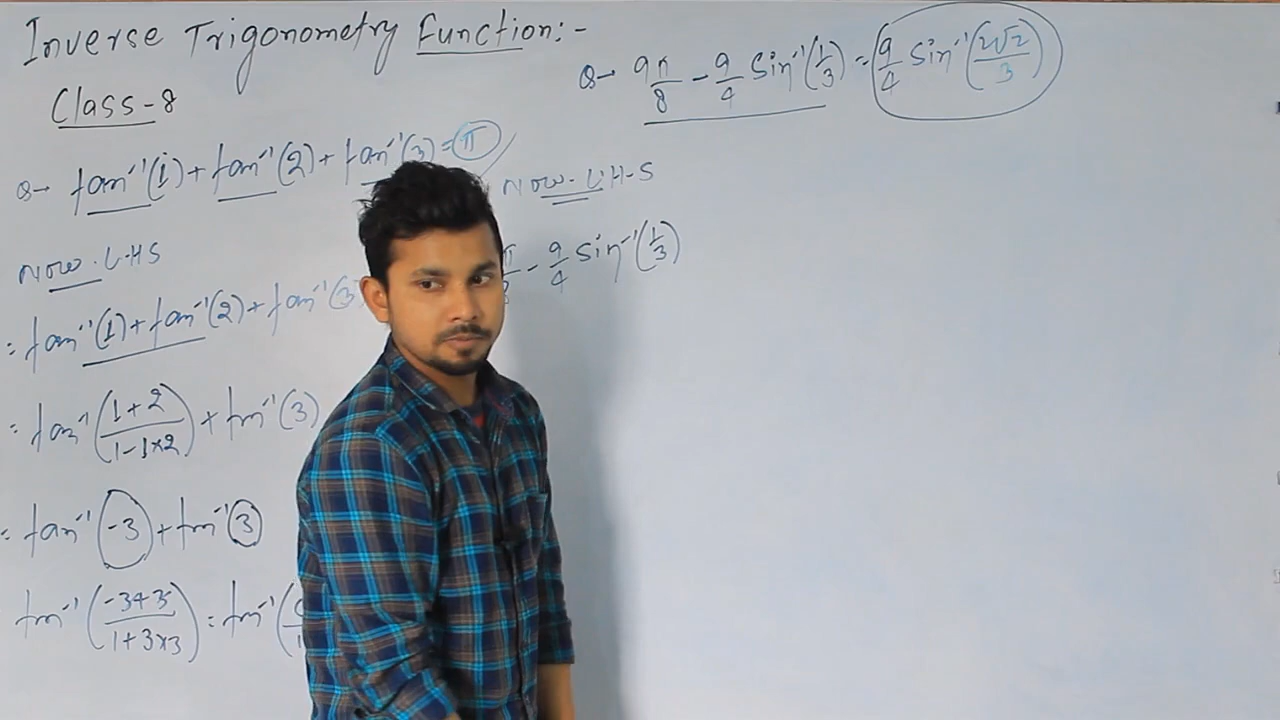 Inverse Trigonometry Function:-
Class-8
Q→ tan⁻¹(1)+tan⁻¹(2)+tan⁻¹(3)=π
Now. L.H.S
= tan⁻¹(1)+tan⁻¹(2)+tan⁻¹(3
= tan⁻¹((1+2)/(1-1×2))+tan⁻¹(3)
= tan⁻¹(-3)+tan⁻¹(3)
tan⁻¹((-3+3)/(1+3×3))=tan⁻¹(
Q→ 9π/8 - 9/4 Sin⁻¹(1/3)=9/4 Sin⁻¹(2√2/3)
Now. L.H.S
- 9/4 Sin⁻¹(1/3)